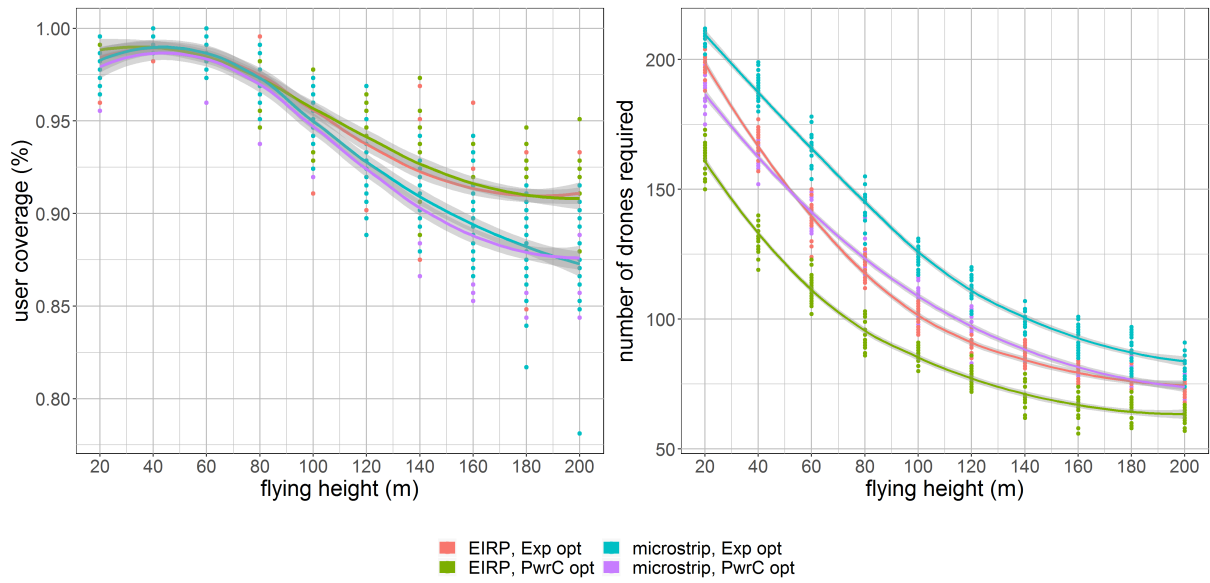 1.00
0.95
0.90
0.85
0.80
user coverage (%)
20 40 60 80 100 120 140 160 180 200
flying height (m)
200
150
100
50
number of drones required
20 40 60 80 100 120 140 160 180 200
flying height (m)
EIRP, Exp opt
microstrip, Exp opt
EIRP, PwrC opt
microstrip, PwrC opt